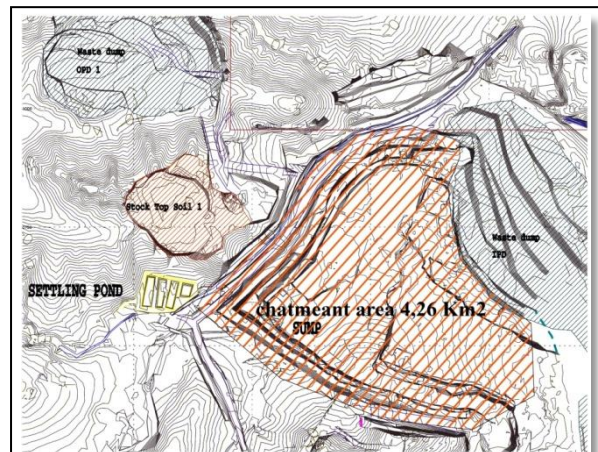 Waste dump
OPD 1
Stock Top Soil 1
Waste dump
IPD
SETTLING POND
chatmeant area 4,26 Km2
SUMP